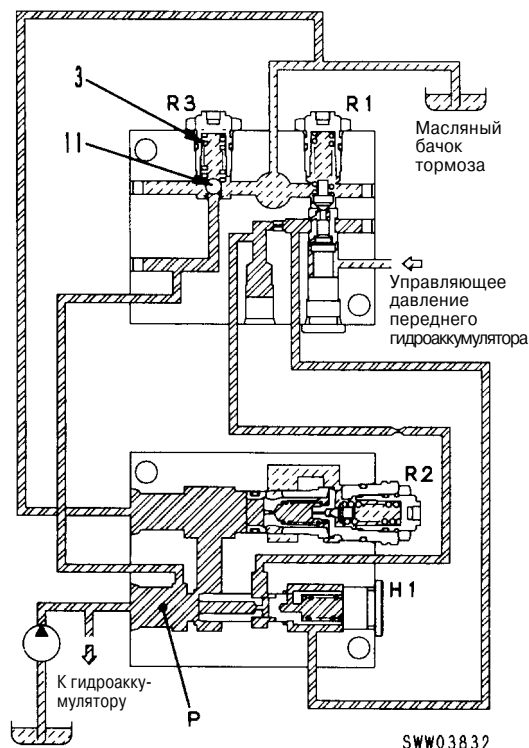 3
R3
R1
11
Масляный
бачок
тормоза
Управляющее
давление
переднего
гидроаккумулятора
R2
H1
К гидроакку-
мулятору
P
SWW03832